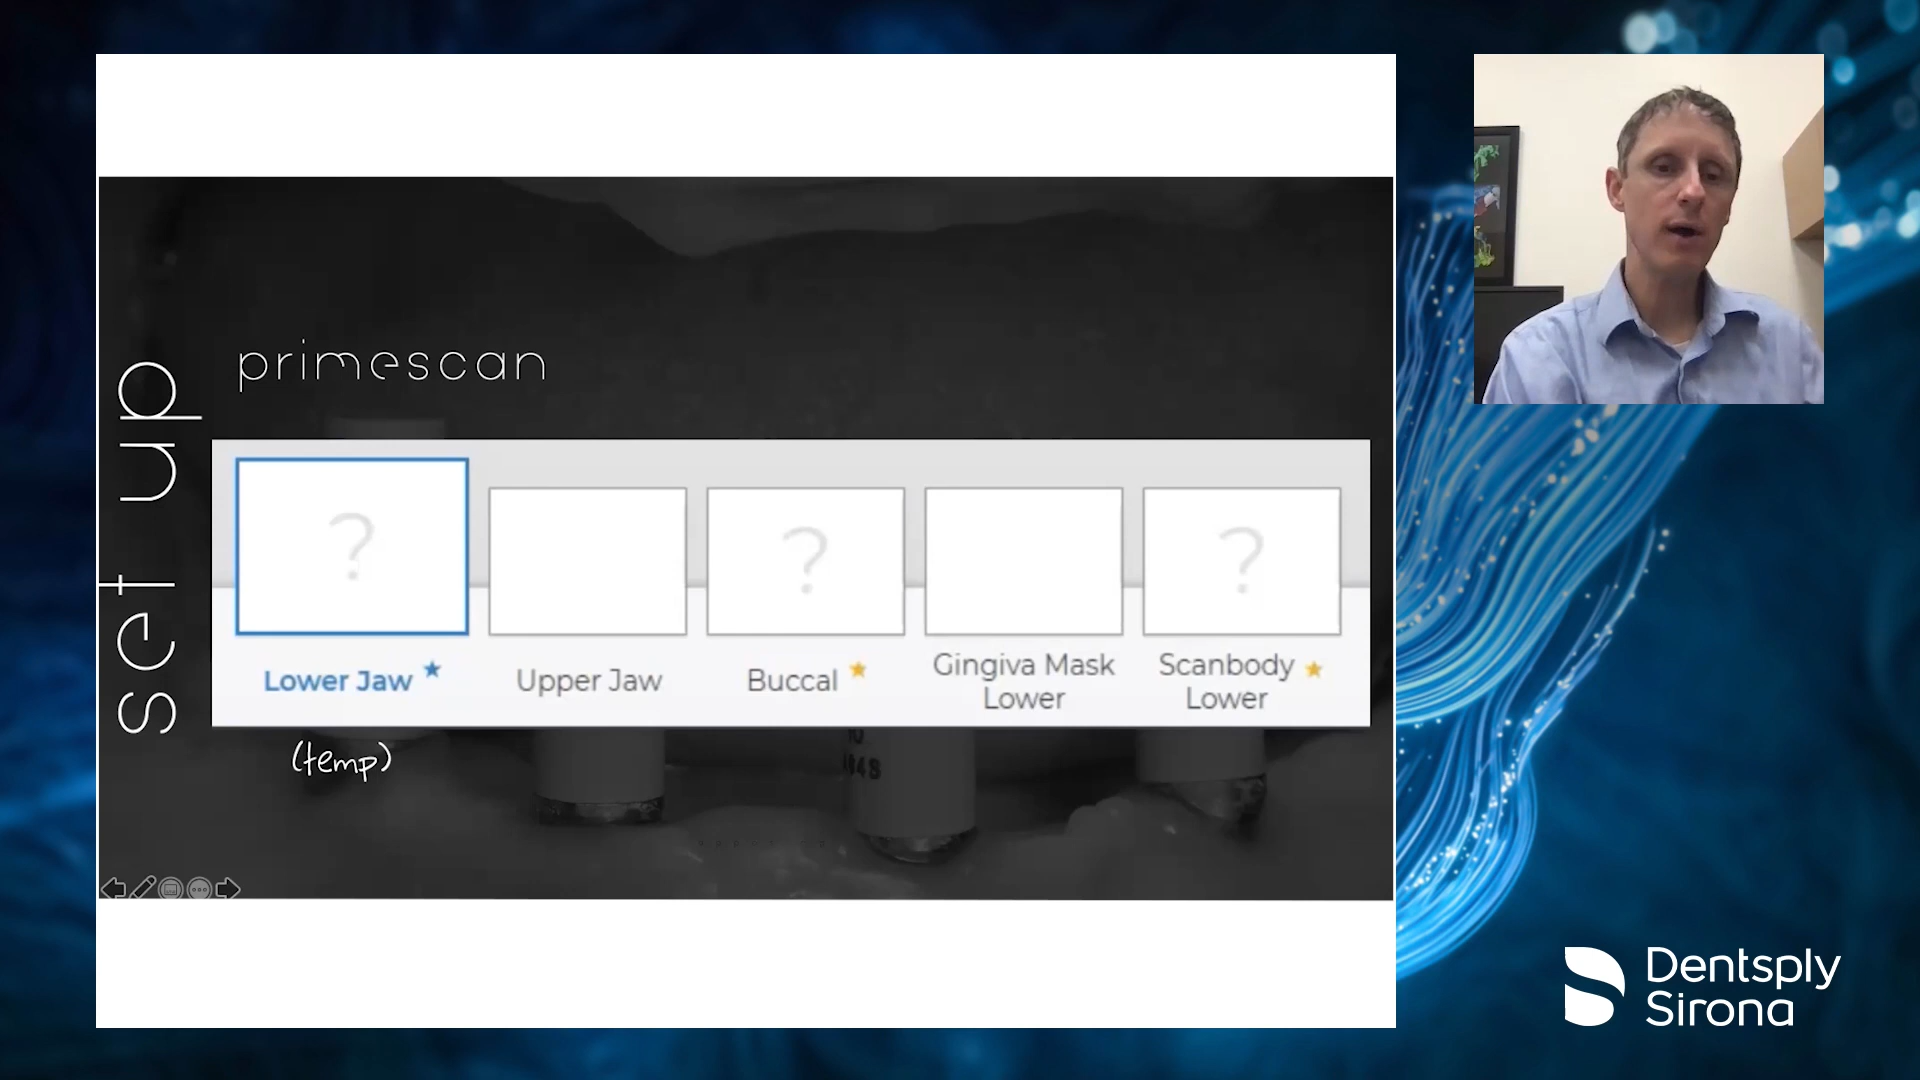 set up
primescan
?
?
?
Lower Jaw ★
Upper Jaw
Buccal ★
Gingiva Mask
Lower
Scanbody ★
Lower
(temp)
Dentsply
Sirona